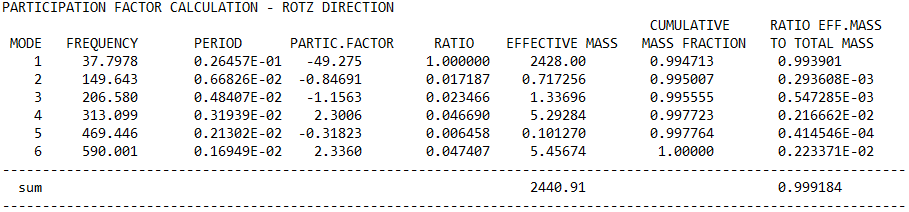 PARTICIPATION FACTOR CALCULATION - ROTZ DIRECTION
CUMULATIVE RATIO EFF.MASS
MODE FREQUENCY PERIOD PARTIC.FACTOR RATIO EFFECTIVE MASS MASS FRACTION TO TOTAL MASS
1 37.7978 0.26457E-01 -49.275 1.000000 2428.00 0.994713 0.993901
2 149.643 0.66826E-02 -0.84691 0.017187 0.717256 0.995007 0.293608E-03
3 206.580 0.48407E-02 -1.1563 0.023466 1.33696 0.995555 0.547285E-03
4 313.099 0.31939E-02 2.3006 0.046690 5.29284 0.997723 0.216662E-02
5 469.446 0.21302E-02 -0.31823 0.006458 0.101270 0.997764 0.414546E-04
6 590.001 0.16949E-02 2.3360 0.047407 5.45674 1.00000 0.223371E-02
-----------------------------------------------------------------------------------------------------------------
sum 2440.91 0.999184
-----------------------------------------------------------------------------------------------------------------